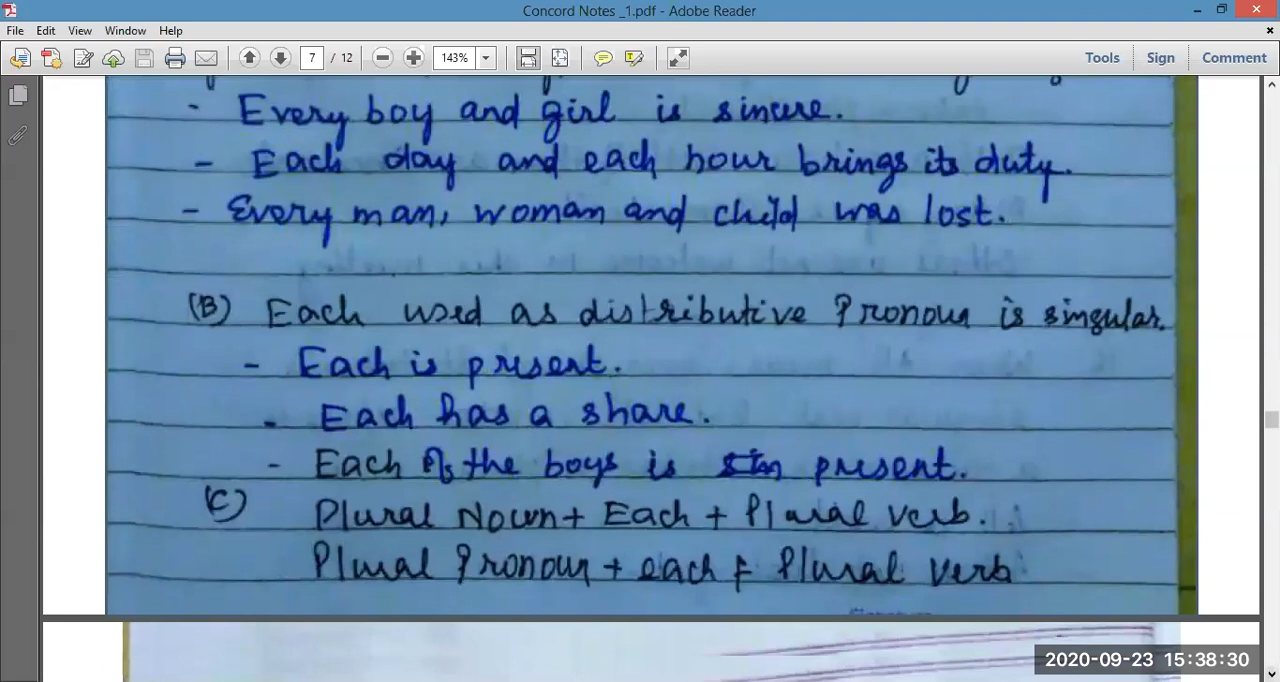 Concord Notes _1.pdf - Adobe Reader
File Edit View Window Help
7 / 12 143% Tools Sign Comment
- Every boy and girl is sincere.
- Each day and each hour brings its duty.
- Every man, woman and child was lost.
(B) Each used as distributive Pronoun is singular.
- Each is present.
- Each has a share.
- Each of the boys is present.
(C) Plural Noun + Each + Plural verb.
Plural Pronoun + each + Plural Verb
2020-09-23 15:38:30